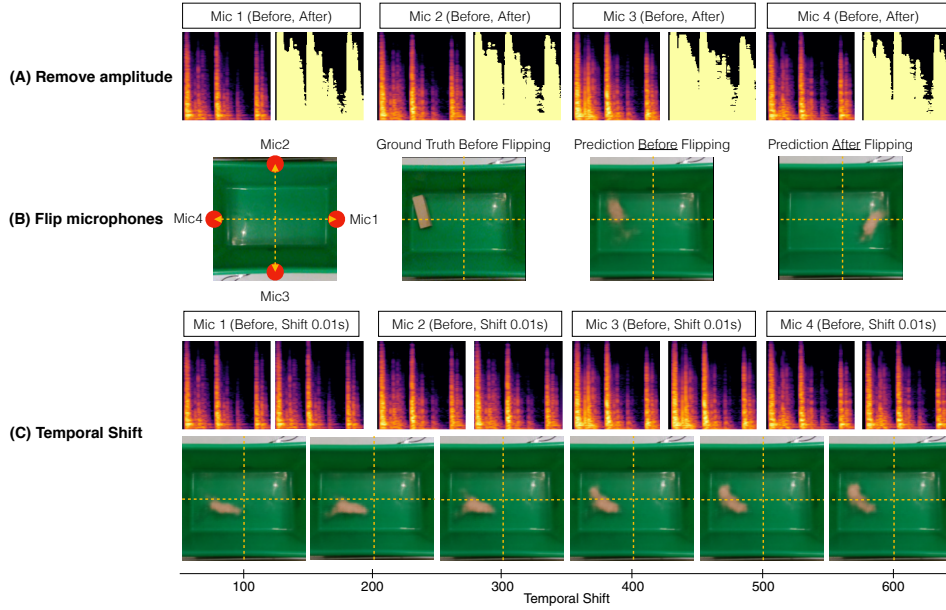 Mic 1 (Before, After) Mic 2 (Before, After) Mic 3 (Before, After) Mic 4 (Before, After)
(A) Remove amplitude
Mic2 Ground Truth Before Flipping Prediction Before Flipping Prediction After Flipping
(B) Flip microphones Mic4 Mic1
Mic3
Mic 1 (Before, Shift 0.01s) Mic 2 (Before, Shift 0.01s) Mic 3 (Before, Shift 0.01s) Mic 4 (Before, Shift 0.01s)
(C) Temporal Shift
100 200 300 400 500 600
Temporal Shift